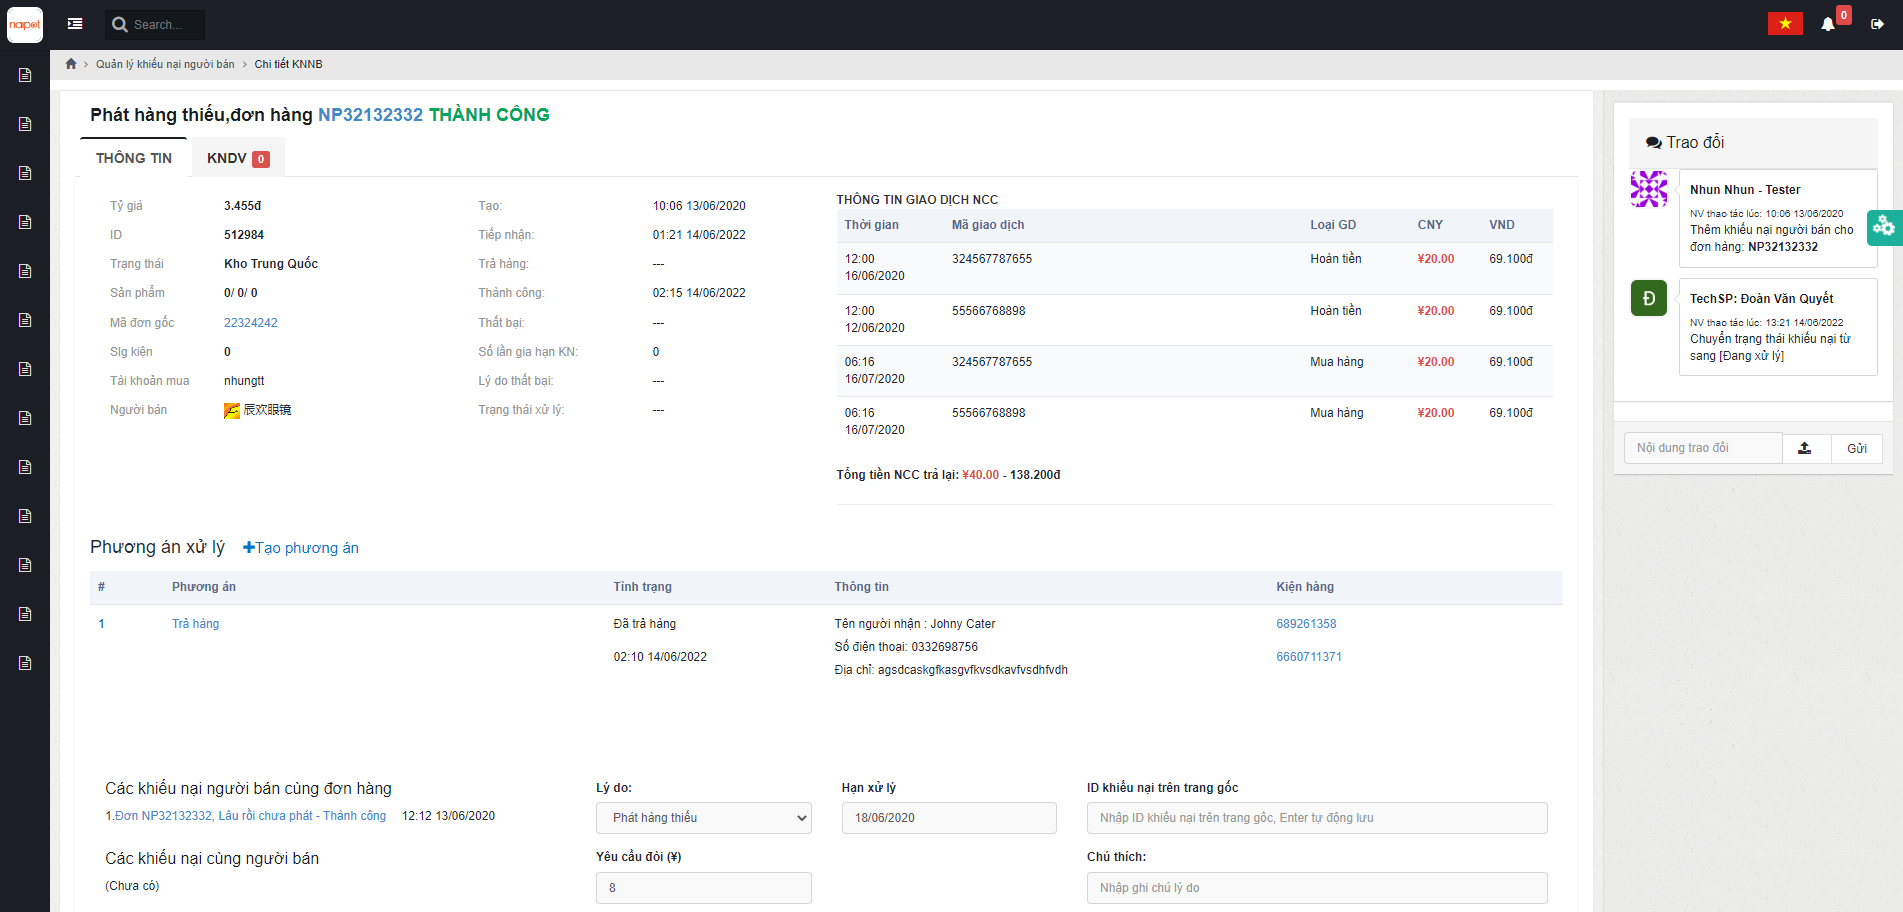 naipot
Search...
0
Quản lý khiếu nại người bán
Chi tiết KNNB
Phát hàng thiếu,đơn hàng NP32132332 THÀNH CÔNG
THÔNG TIN
KNDV 0
Tỷ giá 3.455đ
ID 512984
Trạng thái Kho Trung Quốc
Sản phẩm 0/ 0/ 0
Mã đơn gốc 22324242
Slg kiện 0
Tài khoản mua nhungtt
Người bán 辰欢眼镜
Tạo: 10:06 13/06/2020
Tiếp nhận: 01:21 14/06/2022
Trả hàng: ---
Thành công: 02:15 14/06/2022
Thất bại: ---
Số lần gia hạn KN: 0
Lý do thất bại: ---
Trạng thái xử lý: ---
THÔNG TIN GIAO DỊCH NCC
Thời gian Mã giao dịch Loại GD CNY VND
12:00 16/06/2020 324567787655 Hoàn tiền ¥20.00 69.100đ
12:00 12/06/2020 55566768898 Hoàn tiền ¥20.00 69.100đ
06:16 16/07/2020 324567787655 Mua hàng ¥20.00 69.100đ
06:16 16/07/2020 55566768898 Mua hàng ¥20.00 69.100đ
Tổng tiền NCC trả lại: ¥40.00 - 138.200đ
Phương án xử lý Tạo phương án
# Phương án Tình trạng Thông tin Kiện hàng
1 Trả hàng
Đã trả hàng
02:10 14/06/2022
Tên người nhận : Johny Cater
Số điện thoại: 0332698756
Địa chỉ: agsdcaskgfkasgvfkvsdkavfvsdhfvdh
689261358
6660711371
Các khiếu nại người bán cùng đơn hàng
1.Đơn NP32132332, Lâu rồi chưa phát - Thành công 12:12 13/06/2020
Các khiếu nại cùng người bán
(Chưa có)
Lý do:
Phát hàng thiếu
Hạn xử lý
18/06/2020
ID khiếu nại trên trang gốc
Nhập ID khiếu nại trên trang gốc, Enter tự động lưu
Yêu cầu đòi (¥)
8
Chú thích:
Nhập ghi chú lý do
Trao đổi
Nhun Nhun - Tester
NV thao tác lúc: 10:06 13/06/2020
Thêm khiếu nại người bán cho
đơn hàng: NP32132332
Đ
TechSP: Đoàn Văn Quyết
NV thao tác lúc: 13:21 14/06/2022
Chuyển trạng thái khiếu nại từ
sang [Đang xử lý]
Nội dung trao đổi
Gửi